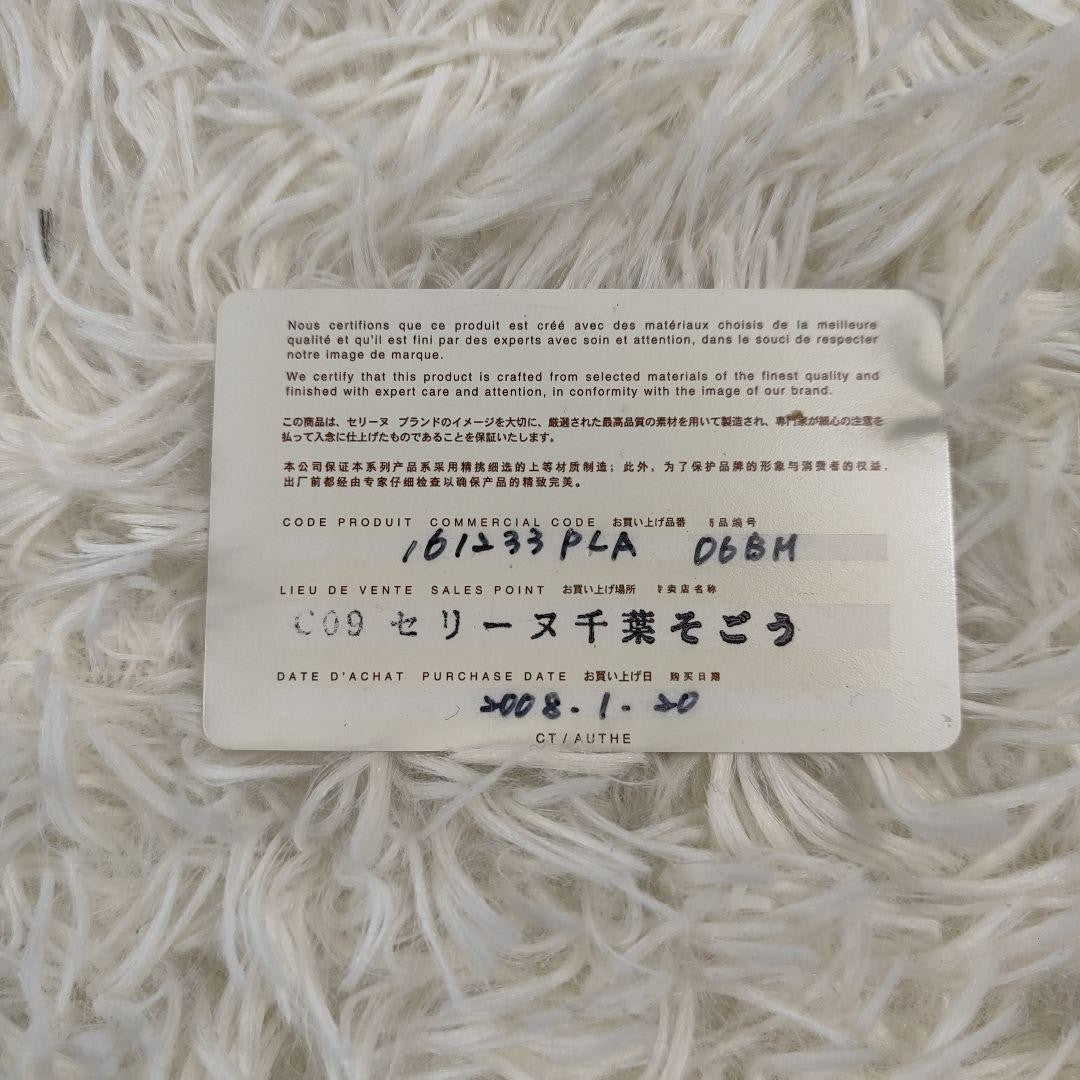 Nous certifions que ce produit est créé avec des matériaux choisis de la meilleure
qualité et qu'il est fini par des experts avec soin et attention, dans le souci de respecter
notre image de marque.
We certify that this product is crafted from selected materials of the finest quality and
finished with expert care and attention, in conformity with the image of our brand.
この商品は、セリーヌ ブランドのイメージを大切に、厳選された最高品質の素材を用いて製造され、専門家が細心の注意を
払って入念に仕上げたものであることを保証いたします。
本公司保证本系列产品系采用精挑细选的上等材质制造；此外，为了保护品牌的形象与消费者的权益，
出厂前都经由专家仔细检查以确保产品的精致完美。
CODE PRODUIT COMMERCIAL CODE お買い上げ品番 品编号
161233PLA 06BM
LIEU DE VENTE SALES POINT お買い上げ場所 卖店名称
C09 セリーヌ千葉そごう
DATE D'ACHAT PURCHASE DATE お買い上げ日 购买日期
2008.1.20
CT/AUTHE